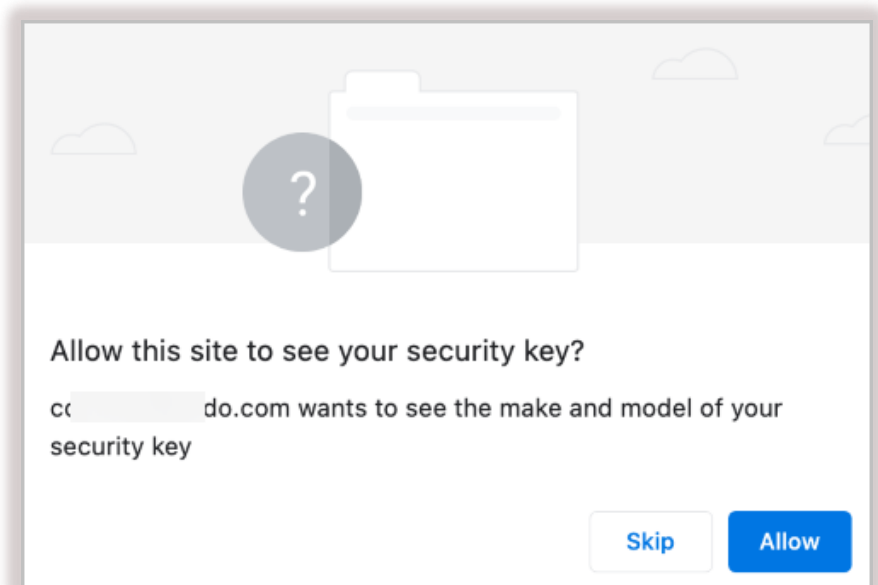 ?
Allow this site to see your security key?
do.com wants to see the make and model of your
security key
Skip
Allow